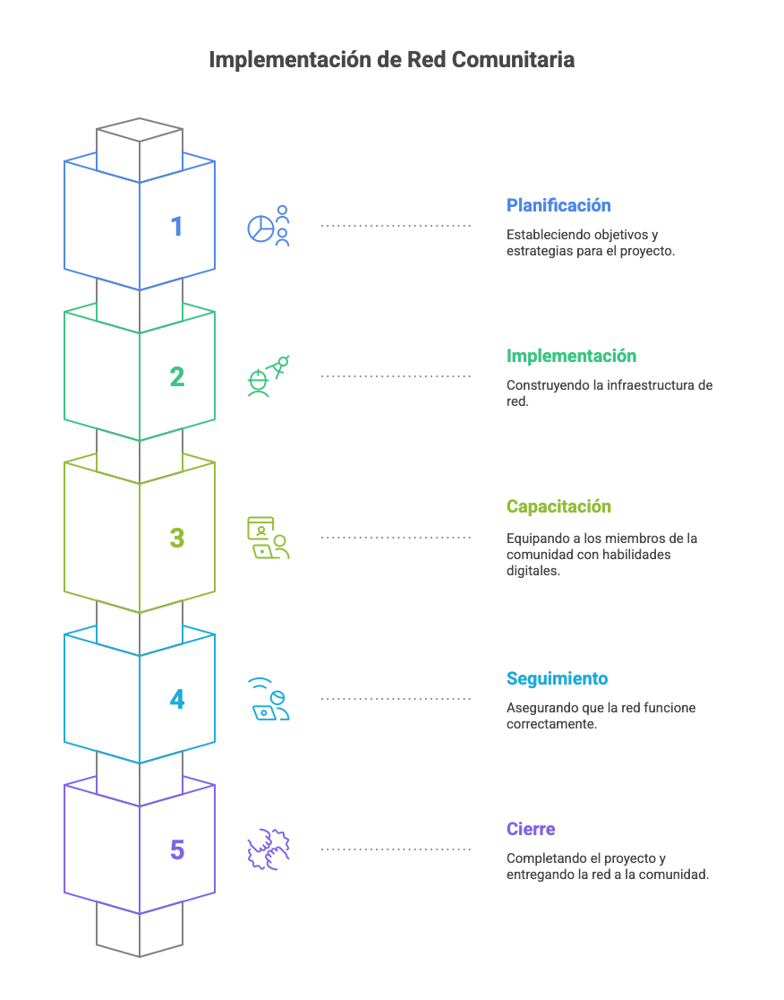 Implementación de Red Comunitaria
1
Planificación
Estableciendo objetivos y
estrategias para el proyecto.
2
Implementación
Construyendo la infraestructura de
red.
3
Capacitación
Equipando a los miembros de la
comunidad con habilidades
digitales.
4
Seguimiento
Asegurando que la red funcione
correctamente.
5
Cierre
Completando el proyecto y
entregando la red a la comunidad.